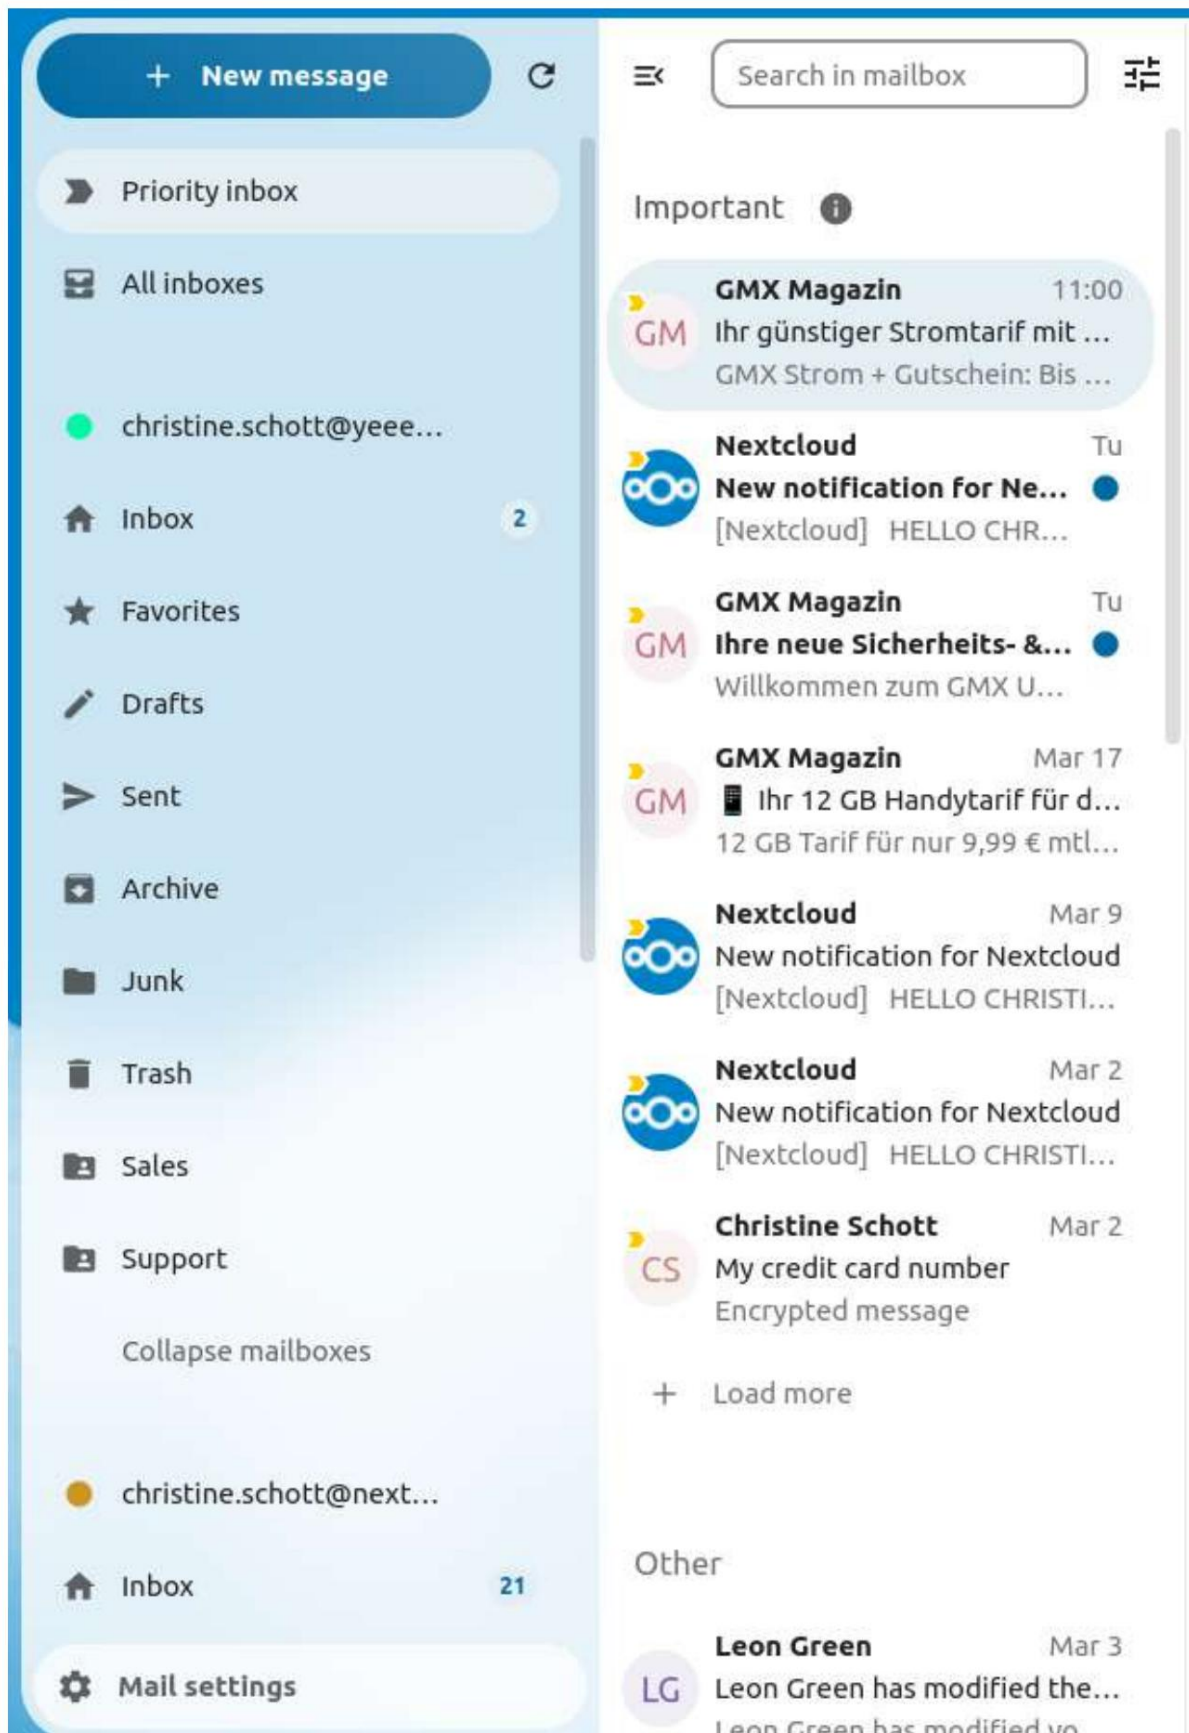 + New message
Priority inbox
All inboxes
christine.schott@yeee...
Inbox 2
Favorites
Drafts
Sent
Archive
Junk
Trash
Sales
Support
Collapse mailboxes
christine.schott@next...
Inbox 21
Mail settings
Search in mailbox
Important
GM
GMX Magazin 11:00
Ihr günstiger Stromtarif mit ...
GMX Strom + Gutschein: Bis ...
Nextcloud Tu
New notification for Ne...
[Nextcloud] HELLO CHR...
GM
GMX Magazin Tu
Ihre neue Sicherheits- &...
Willkommen zum GMX U...
GM
GMX Magazin Mar 17
📱 Ihr 12 GB Handytarif für d...
12 GB Tarif für nur 9,99 € mtl...
Nextcloud Mar 9
New notification for Nextcloud
[Nextcloud] HELLO CHRISTI...
Nextcloud Mar 2
New notification for Nextcloud
[Nextcloud] HELLO CHRISTI...
CS
Christine Schott Mar 2
My credit card number
Encrypted message
+ Load more
Other
LG
Leon Green Mar 3
Leon Green has modified the...
Leon Green has modified yo...